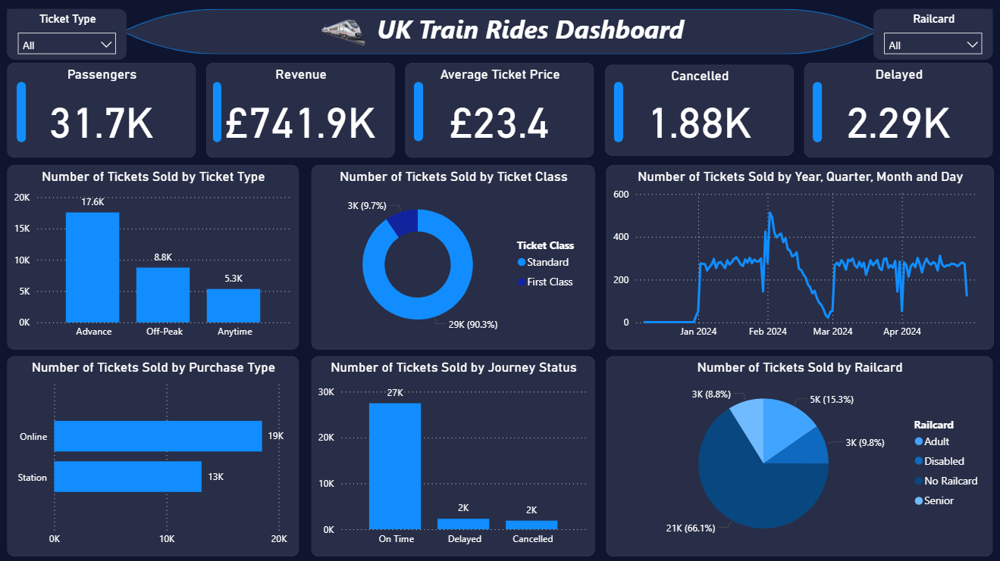 Ticket Type
All
UK Train Rides Dashboard
Railcard
All
Passengers
31.7K
Revenue
£741.9K
Average Ticket Price
£23.4
Cancelled
1.88K
Delayed
2.29K
Number of Tickets Sold by Ticket Type
20K
15K
10K
5K
0K
17.6K
8.8K
5.3K
Advance
Off-Peak
Anytime
Number of Tickets Sold by Ticket Class
3K (9.7%)
29K (90.3%)
Ticket Class
Standard
First Class
Number of Tickets Sold by Year, Quarter, Month and Day
600
400
200
0
Jan 2024
Feb 2024
Mar 2024
Apr 2024
Number of Tickets Sold by Purchase Type
Online
19K
Station
13K
0K
10K
20K
Number of Tickets Sold by Journey Status
30K
20K
10K
0K
27K
2K
2K
On Time
Delayed
Cancelled
Number of Tickets Sold by Railcard
3K (8.8%)
5K (15.3%)
3K (9.8%)
21K (66.1%)
Railcard
Adult
Disabled
No Railcard
Senior